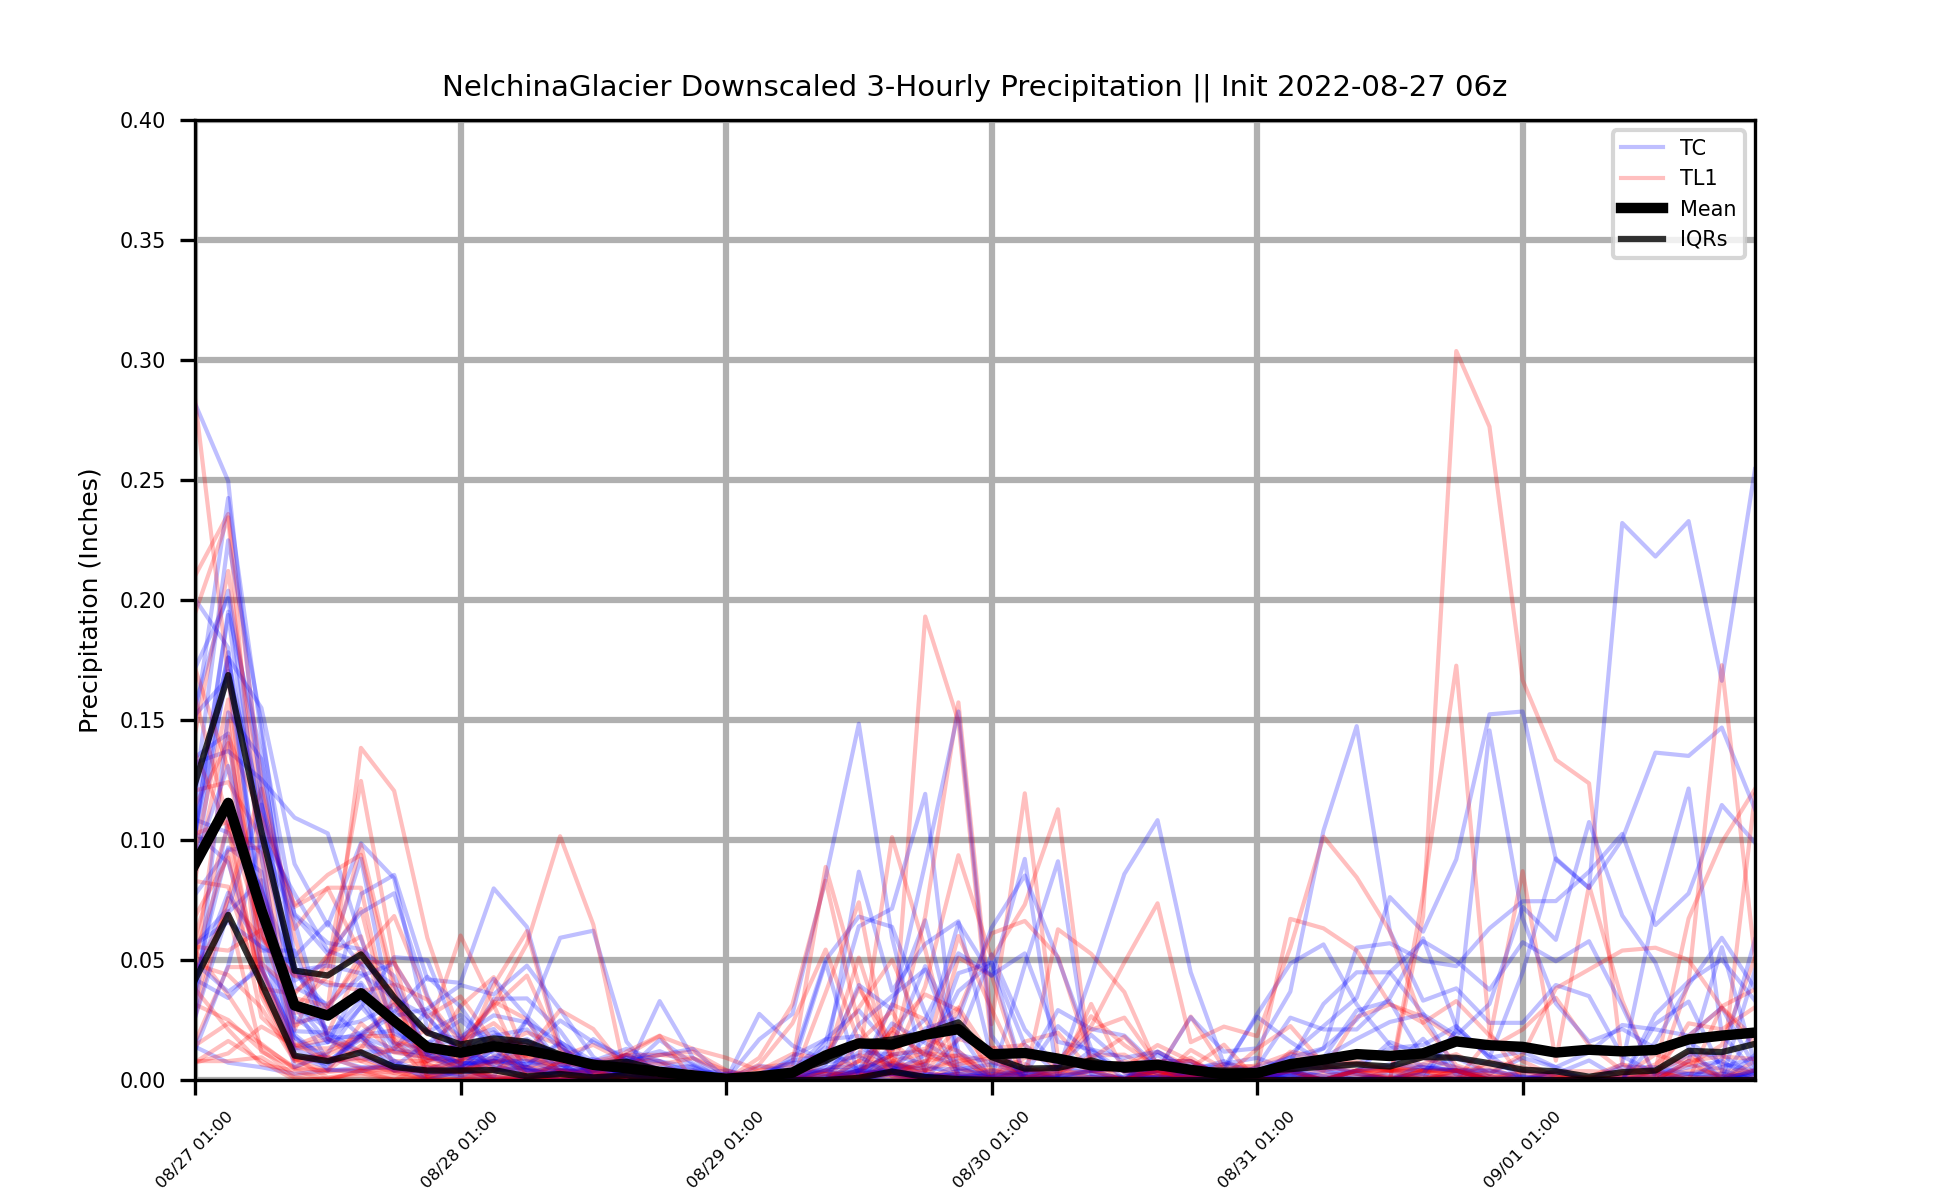 NelchinaGlacier Downscaled 3-Hourly Precipitation || Init 2022-08-27 06z
0.40
0.35
0.30
0.25
0.20
0.15
0.10
0.05
0.00
Precipitation (Inches)
TC
TL1
Mean
IQRs
08/27 01:00
08/28 01:00
08/29 01:00
08/30 01:00
08/31 01:00
09/01 01:00